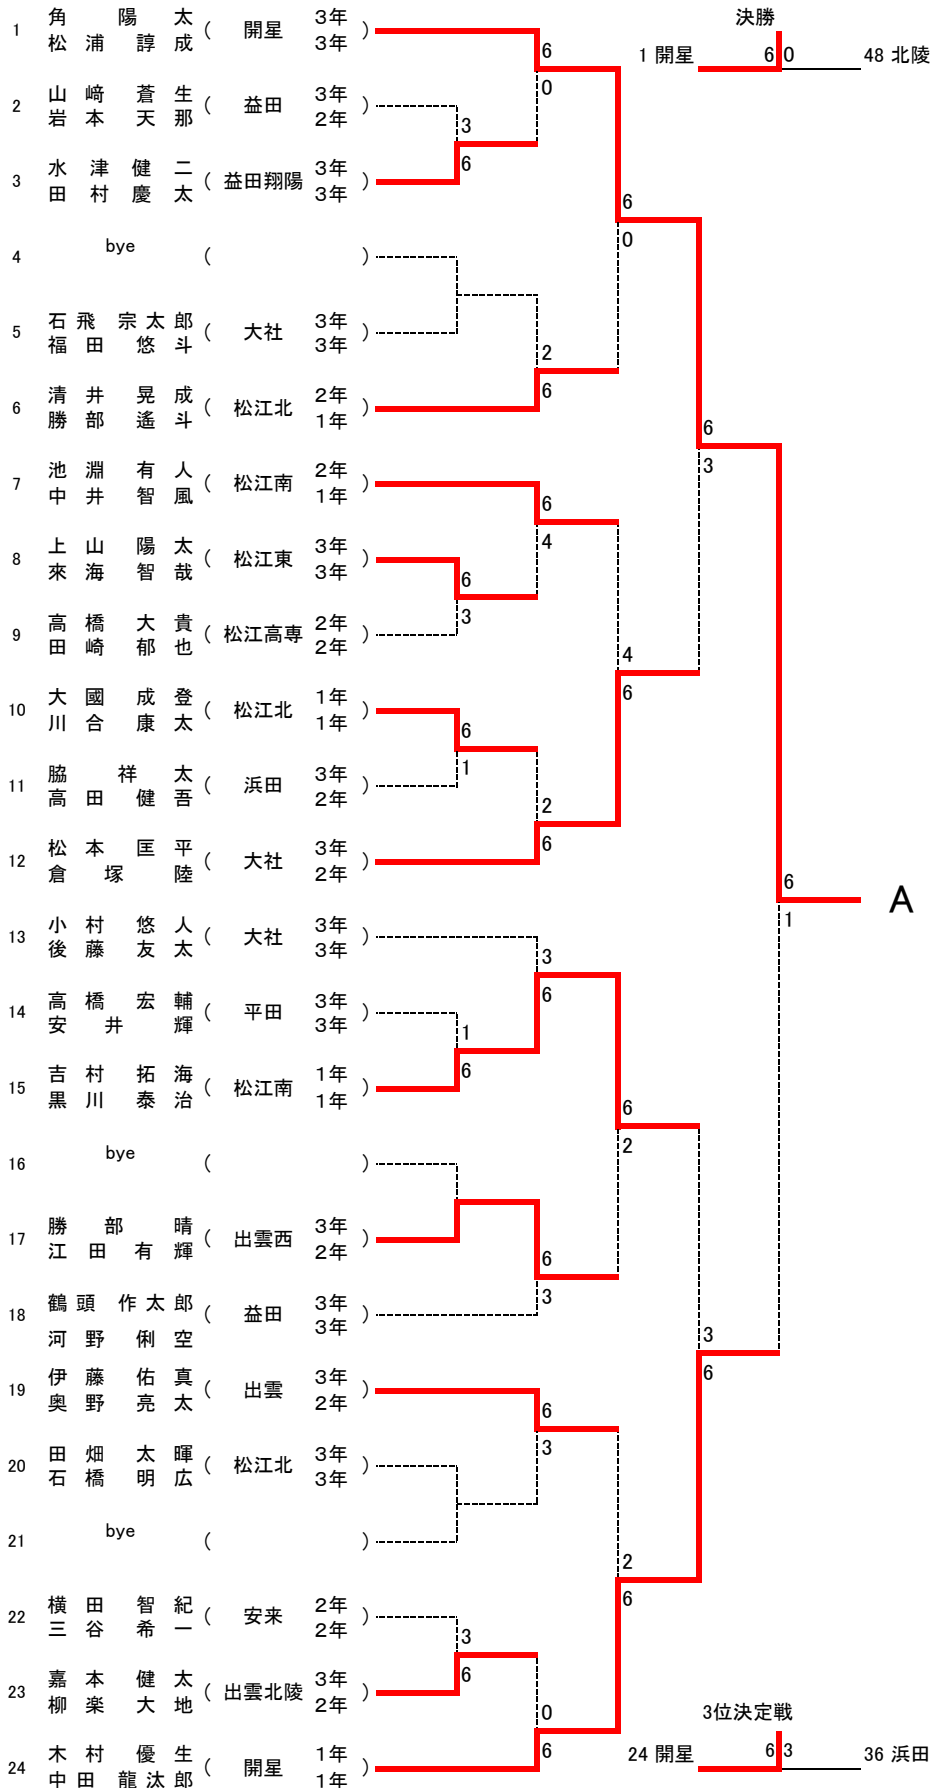 1 角陽太 松浦諄成 ( 開星 3年 3年 )
2 山﨑蒼生 岩本天那 ( 益田 3年 2年 )
3 水津健二 田村慶太 ( 益田翔陽 3年 3年 )
4 bye ( )
5 石飛宗太郎 福田悠斗 ( 大社 3年 3年 )
6 清井晃成 勝部遙斗 ( 松江北 2年 1年 )
7 池淵有人 中井智風 ( 松江南 2年 1年 )
8 上山陽太 來海智哉 ( 松江東 3年 3年 )
9 高橋大貴 田崎郁也 ( 松江高専 2年 2年 )
10 大國成登 川合康太 ( 松江北 1年 1年 )
11 脇祥太 高田健吾 ( 浜田 3年 2年 )
12 松本匡平 倉塚陸 ( 大社 3年 2年 )
13 小村悠人 後藤友太 ( 大社 3年 3年 )
14 高橋宏輔 安井輝 ( 平田 3年 3年 )
15 吉村拓海 黒川泰治 ( 松江南 1年 1年 )
16 bye ( )
17 勝部晴 江田有輝 ( 出雲西 3年 2年 )
18 鶴頭作太郎 河野俐空 ( 益田 3年 3年 )
19 伊藤佑真 奥野亮太 ( 出雲 3年 2年 )
20 田畑太暉 石橋明広 ( 松江北 3年 3年 )
21 bye ( )
22 横田智紀 三谷希一 ( 安来 2年 2年 )
23 嘉本健太 柳楽大地 ( 出雲北陵 3年 2年 )
24 木村優生 中田龍汰郎 ( 開星 1年 1年 )
3
6
6
3
6
1
1
6
3
6
6
0
2
6
6
4
2
6
3
6
6
3
6
3
0
6
6
0
4
6
6
2
2
6
6
3
3
6
6
1
A
決勝
1 開星 6 0 48 北陵
3位決定戦
24 開星 6 3 36 浜田